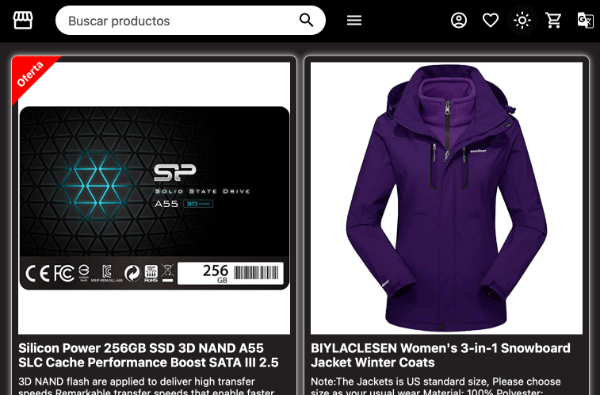 Buscar productos
Oferta
SP
SOLID STATE DRIVE
A55 3D
256
GB
Silicon Power 256GB SSD 3D NAND A55
SLC Cache Performance Boost SATA III 2.5
3D NAND flash are applied to deliver high transfer
speeds Remarkable transfer speeds that enable faster
BIYLACLESEN Women's 3-in-1 Snowboard
Jacket Winter Coats
Note:The Jackets is US standard size, Please choose
size as your usual wear Material: 100% Polyester;